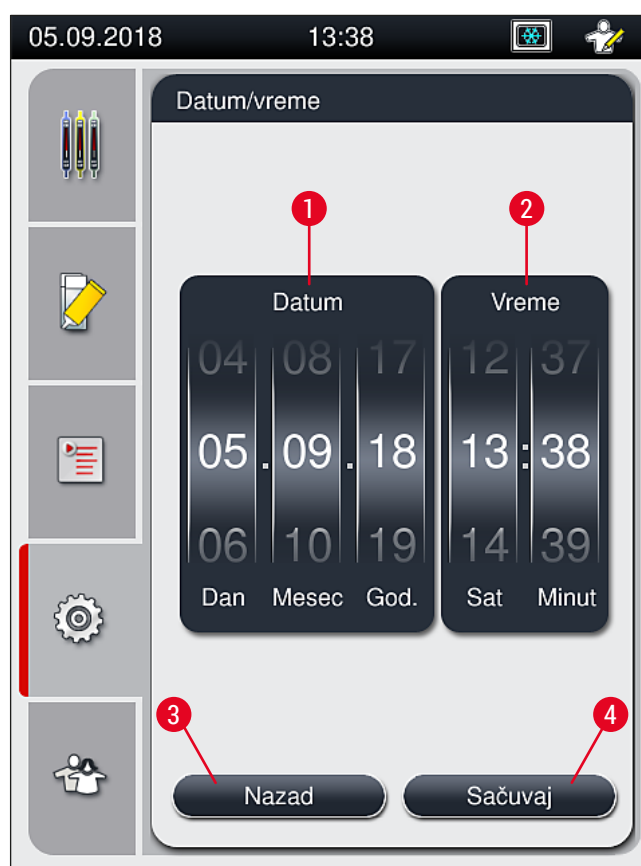 05.09.2018 13:38
Datum/vreme
1 2
Datum Vreme
04 08 17 12 37
05 . 09 . 18 13 : 38
06 10 19 14 39
Dan Mesec God. Sat Minut
3 4
Nazad Sačuvaj